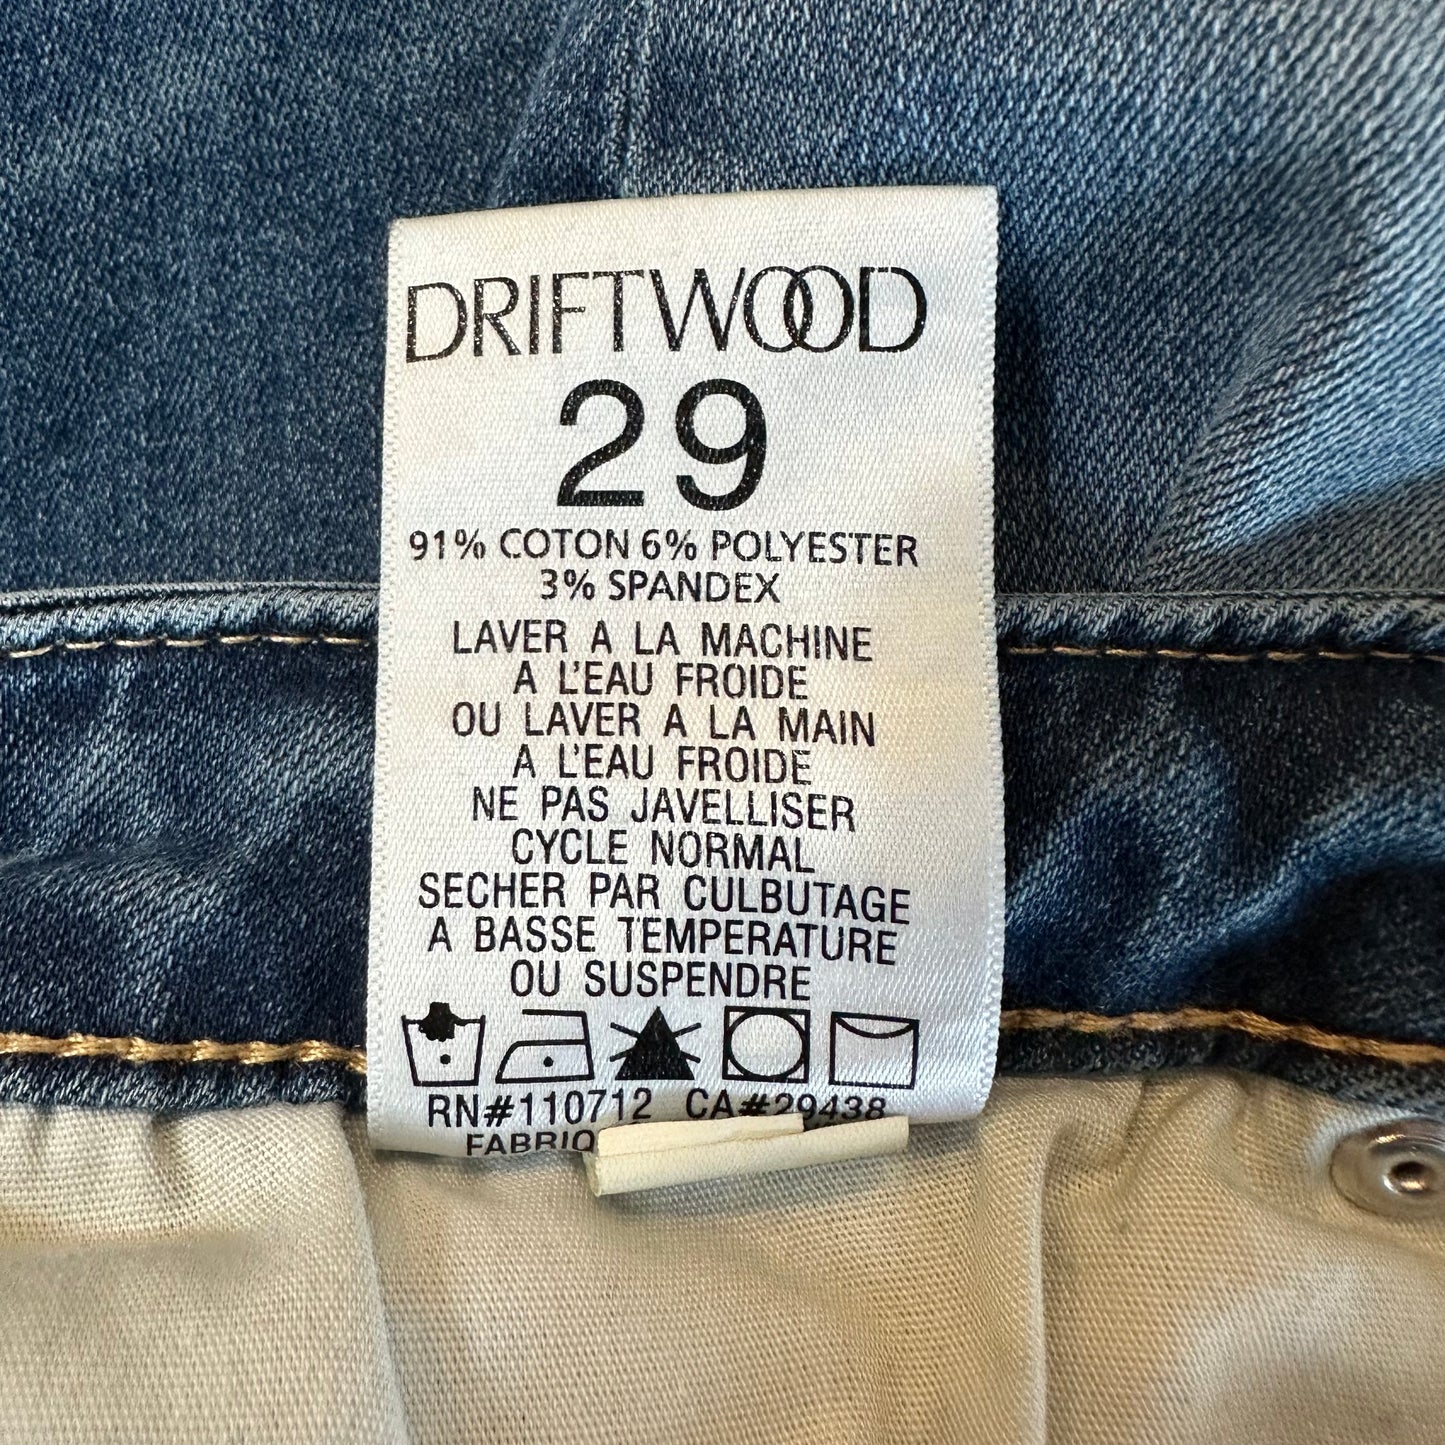 DRIFTWOOD
29
91% COTON 6% POLYESTER
3% SPANDEX
LAVER A LA MACHINE
A L'EAU FROIDE
OU LAVER A LA MAIN
A L'EAU FROIDE
NE PAS JAVELLISER
CYCLE NORMAL
SECHER PAR CULBUTAGE
A BASSE TEMPERATURE
OU SUSPENDRE
RN#110712 CA#29438